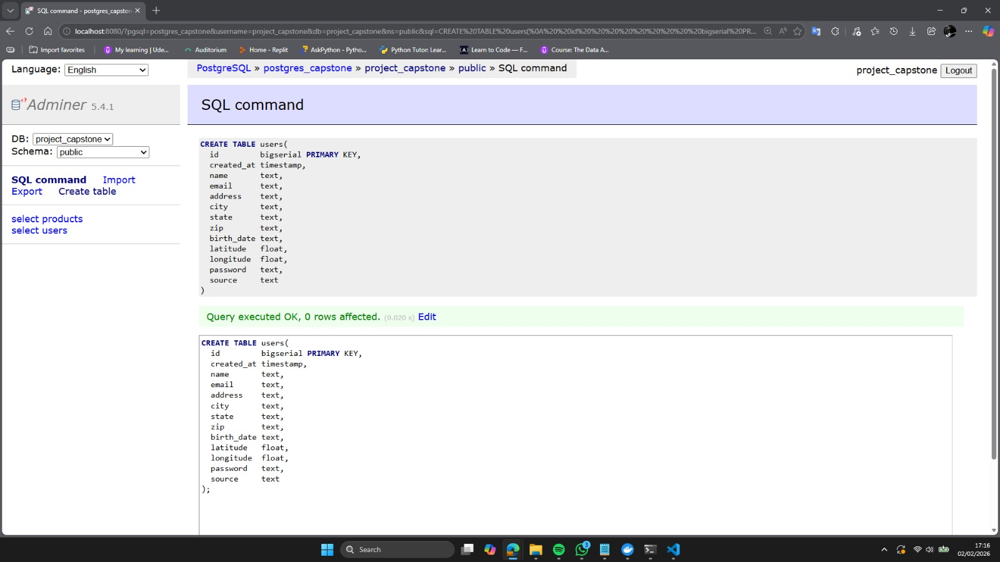 SQL command - postgres_capston
localhost:8080/?pgsql=postgres_capstone&username=project_capstone&db=project_capstone&ns=public&sql=CREATE%20TABLE%20users(%0A%20%20id%20%20%20%20%20%20%20%20%20bigserial%20PR...
Import favorites
My learning | Ude...
Auditorium
Home - Replit
AskPython - Pytho...
Python Tutor: Lear...
Learn to Code — F...
Course: The Data A...
Language: English
PostgreSQL » postgres_capstone » project_capstone » public » SQL command
project_capstone Logout
Adminer 5.4.1
SQL command
DB: project_capstone
Schema: public
SQL command Import
Export Create table
select products
select users
CREATE TABLE users(
id bigserial PRIMARY KEY,
created_at timestamp,
name text,
email text,
address text,
city text,
state text,
zip text,
birth_date text,
latitude float,
longitude float,
password text,
source text
)
Query executed OK, 0 rows affected. (0.020 s) Edit
CREATE TABLE users(
id bigserial PRIMARY KEY,
created_at timestamp,
name text,
email text,
address text,
city text,
state text,
zip text,
birth_date text,
latitude float,
longitude float,
password text,
source text
);
Search
3
17:16
02/02/2026